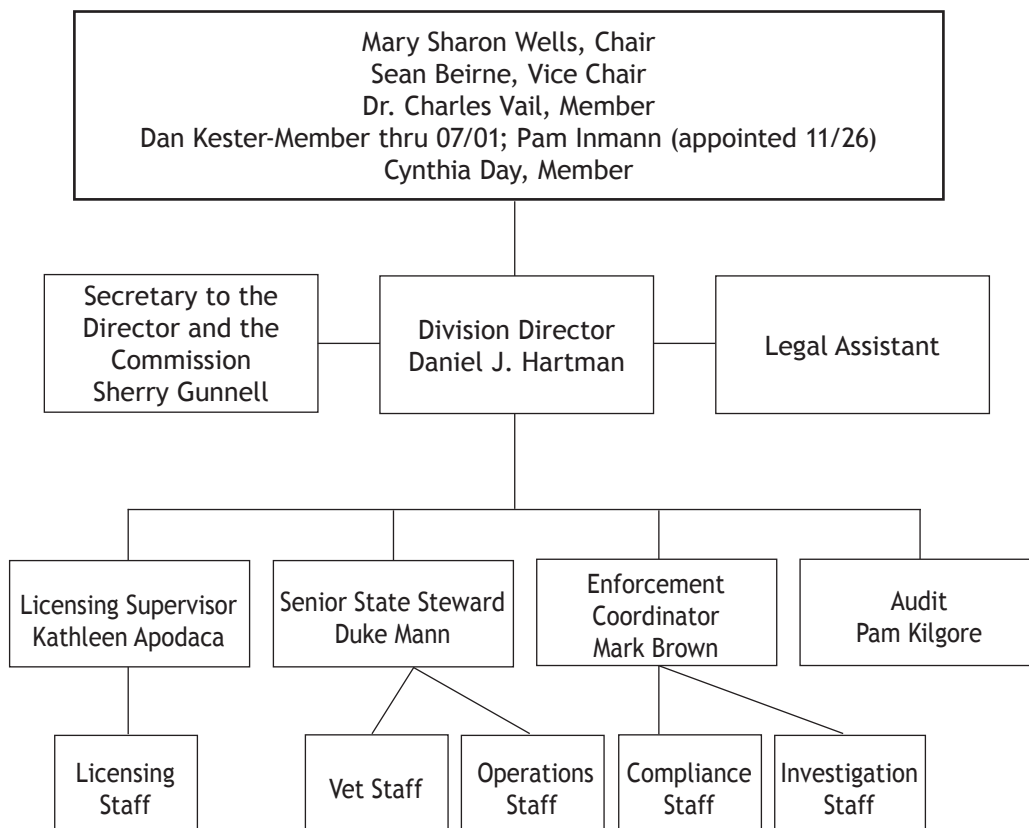 Mary Sharon Wells, Chair
Sean Beirne, Vice Chair
Dr. Charles Vail, Member
Dan Kester-Member thru 07/01; Pam Inmann (appointed 11/26)
Cynthia Day, Member
Secretary to the
Director and the
Commission
Sherry Gunnell
Division Director
Daniel J. Hartman
Legal Assistant
Licensing Supervisor
Kathleen Apodaca
Senior State Steward
Duke Mann
Enforcement
Coordinator
Mark Brown
Audit
Pam Kilgore
Licensing
Staff
Vet Staff
Operations
Staff
Compliance
Staff
Investigation
Staff